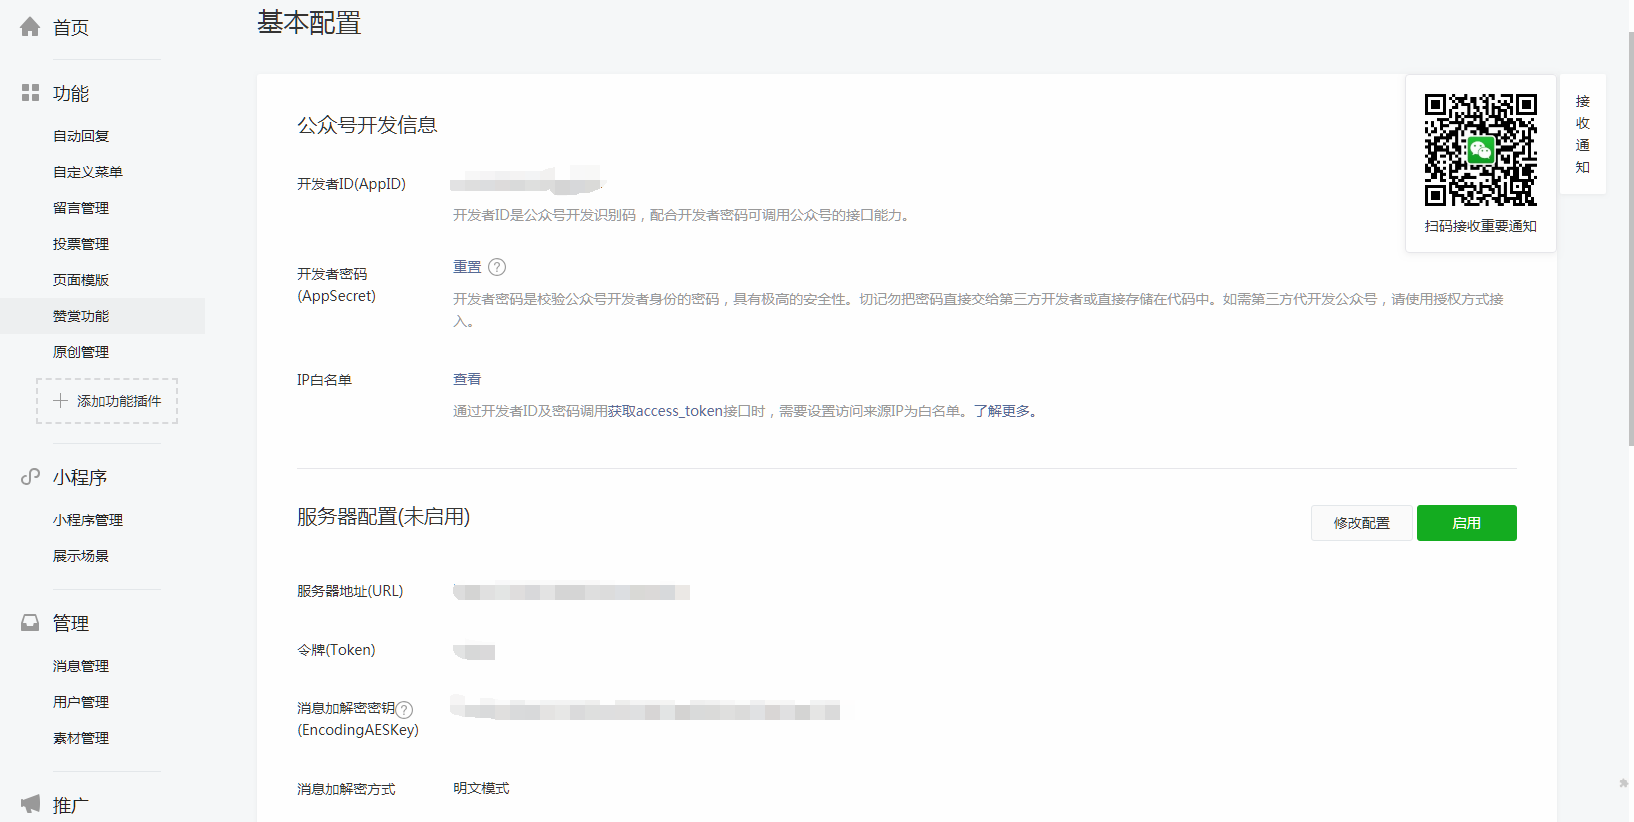 首页
功能
自动回复
自定义菜单
留言管理
投票管理
页面模版
赞赏功能
原创管理
添加功能插件
小程序
小程序管理
展示场景
管理
消息管理
用户管理
素材管理
推广
基本配置
公众号开发信息
开发者ID(AppID)
开发者ID是公众号开发识别码，配合开发者密码可调用公众号的接口能力。
开发者密码
(AppSecret)
重置 ?
开发者密码是校验公众号开发者身份的密码，具有极高的安全性。切记勿把密码直接交给第三方开发者或直接存储在代码中。如需第三方代开发公众号，请使用授权方式接
入。
IP白名单
查看
通过开发者ID及密码调用获取access_token接口时，需要设置访问来源IP为白名单。了解更多。
服务器配置(未启用)
修改配置
启用
服务器地址(URL)
令牌(Token)
消息加解密密钥 ?
(EncodingAESKey)
消息加解密方式
明文模式
扫码接收重要通知
接
收
通
知